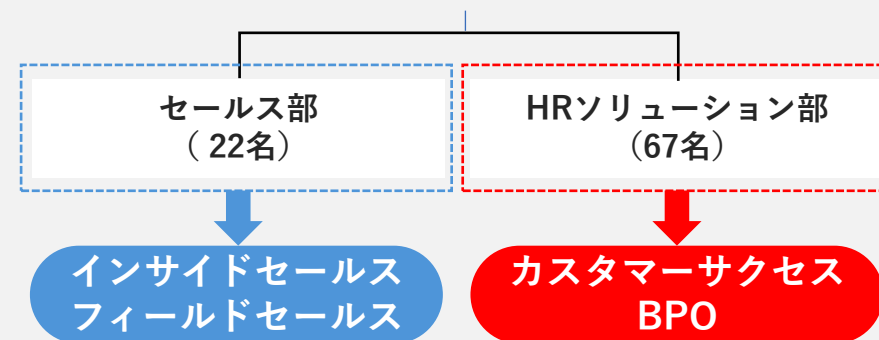 セールス部
（ 22名）
HRソリューション部
（67名）
インサイドセールス
フィールドセールス
カスタマーサクセス
BPO